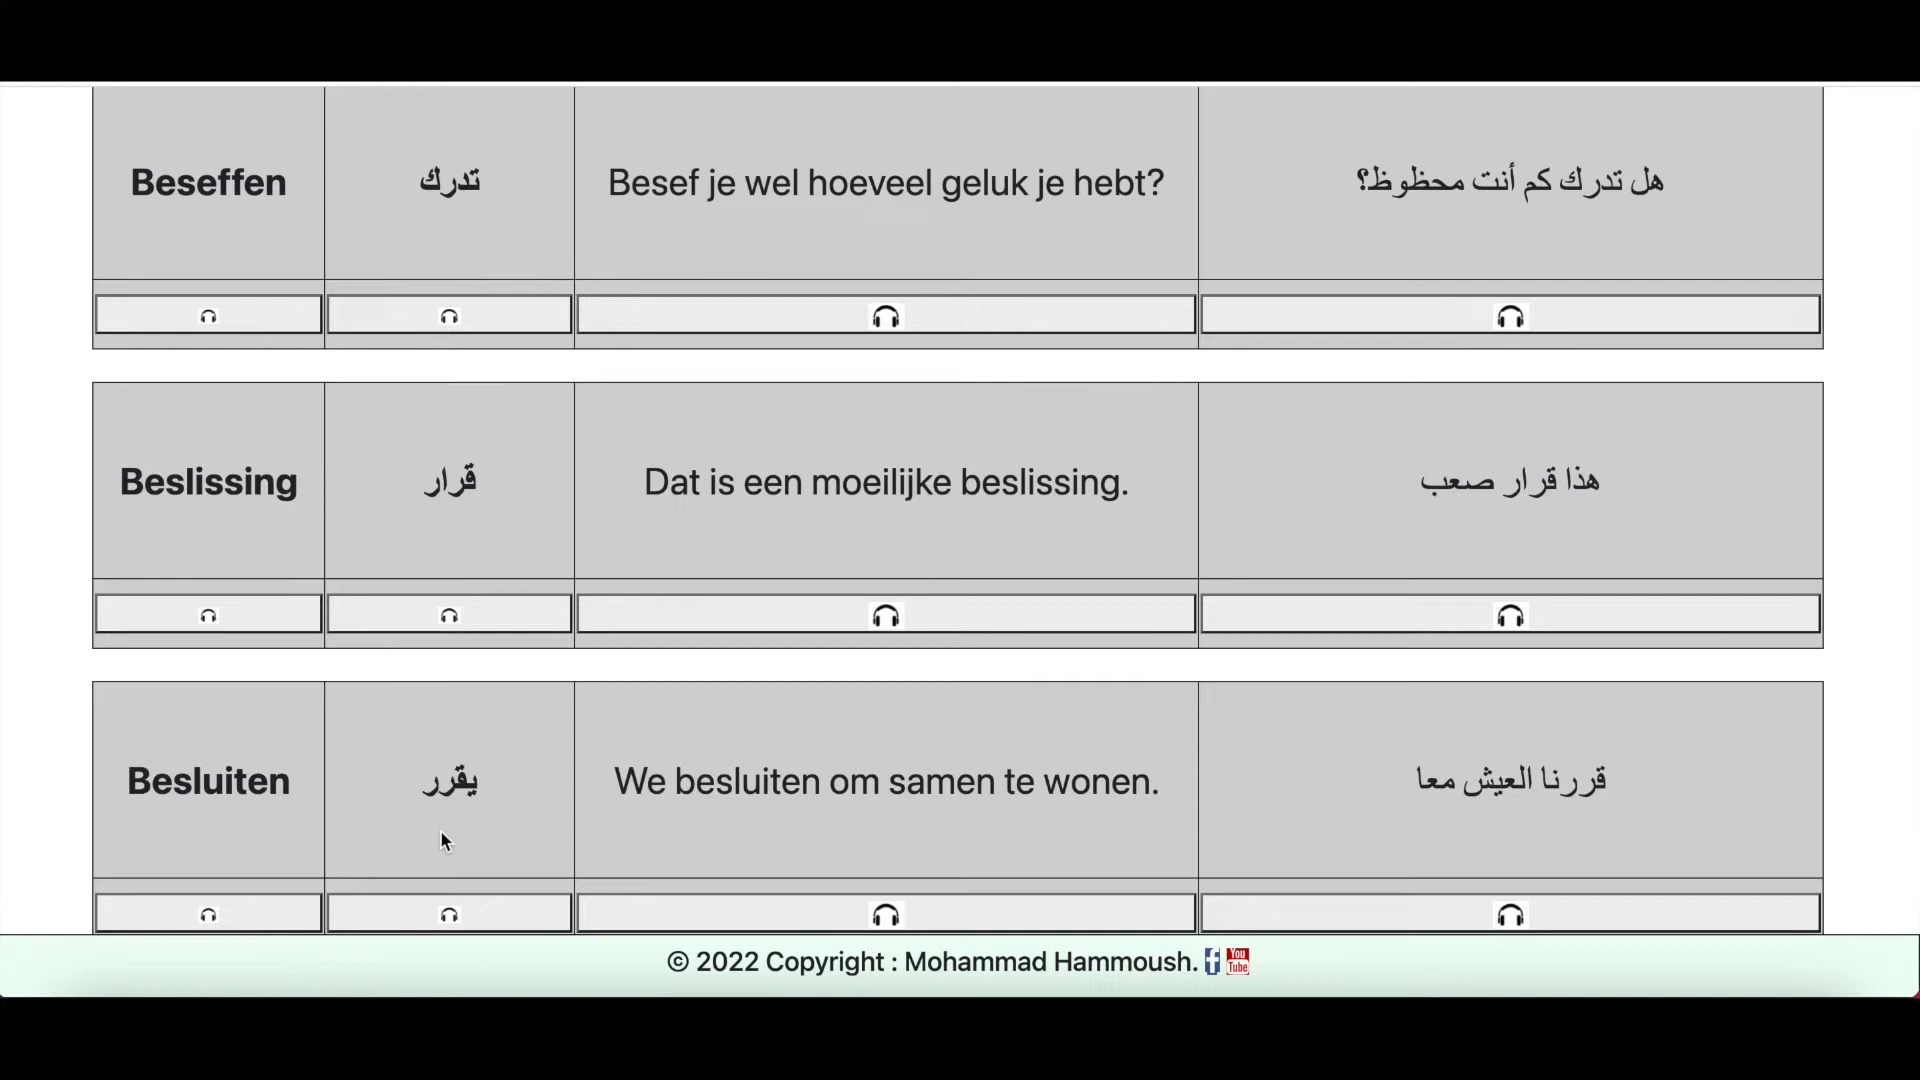 Beseffen
تدرك
Besef je wel hoeveel geluk je hebt?
هل تدرك كم أنت محظوظ؟
Beslissing
قرار
Dat is een moeilijke beslissing.
هذا قرار صعب
Besluiten
يقرر
We besluiten om samen te wonen.
قررنا العيش معا
© 2022 Copyright : Mohammad Hammoush.
You
Tube